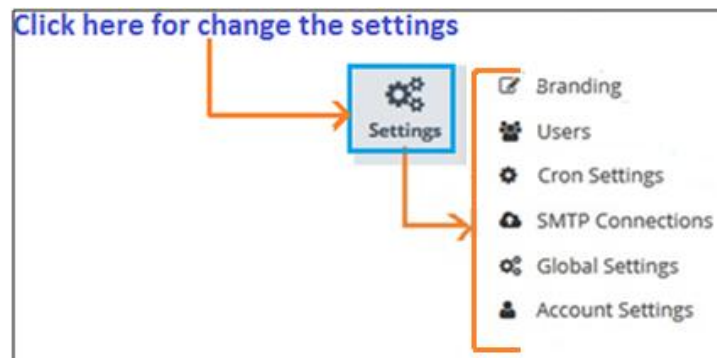 Click here for change the settings
Settings
Branding
Users
Cron Settings
SMTP Connections
Global Settings
Account Settings